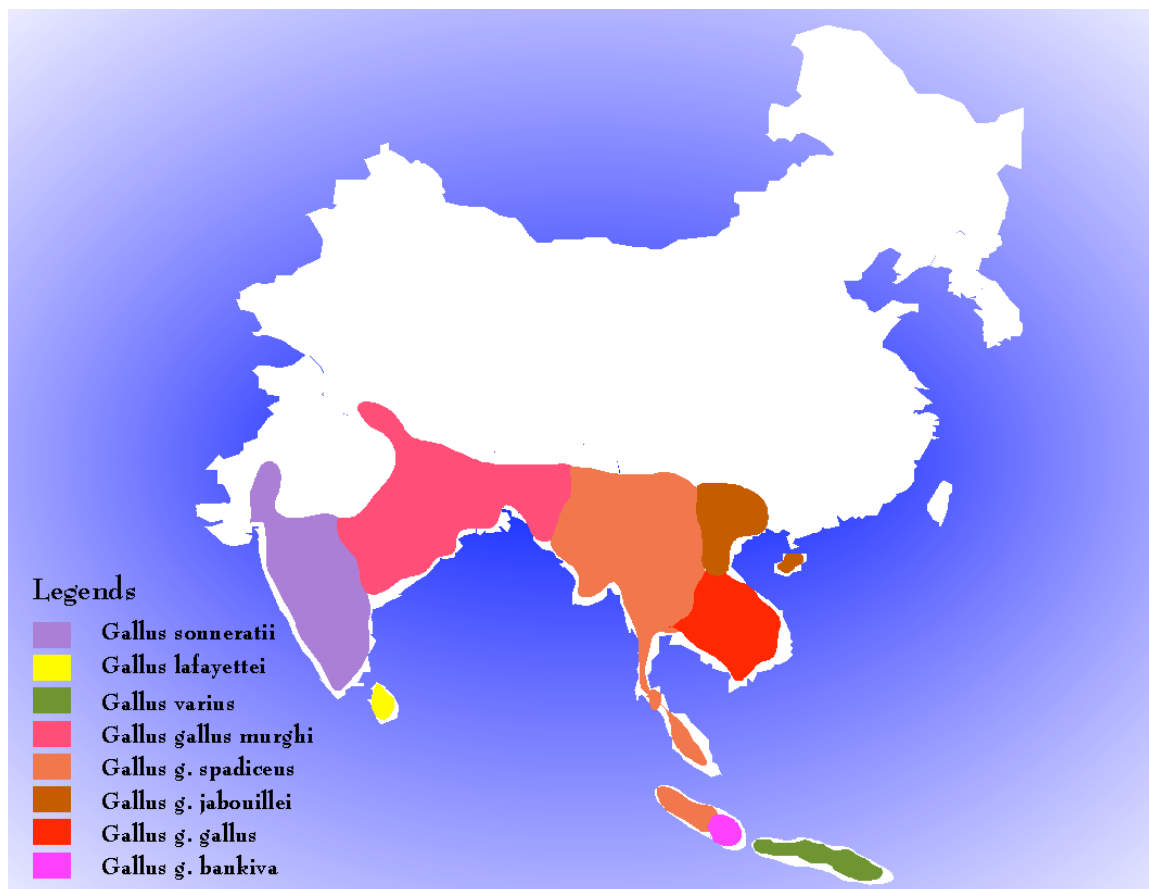 Legends
Gallus sonneratii
Gallus lafayettei
Gallus varius
Gallus gallus murghi
Gallus g. spadiceus
Gallus g. jabouillei
Gallus g. gallus
Gallus g. bankiva